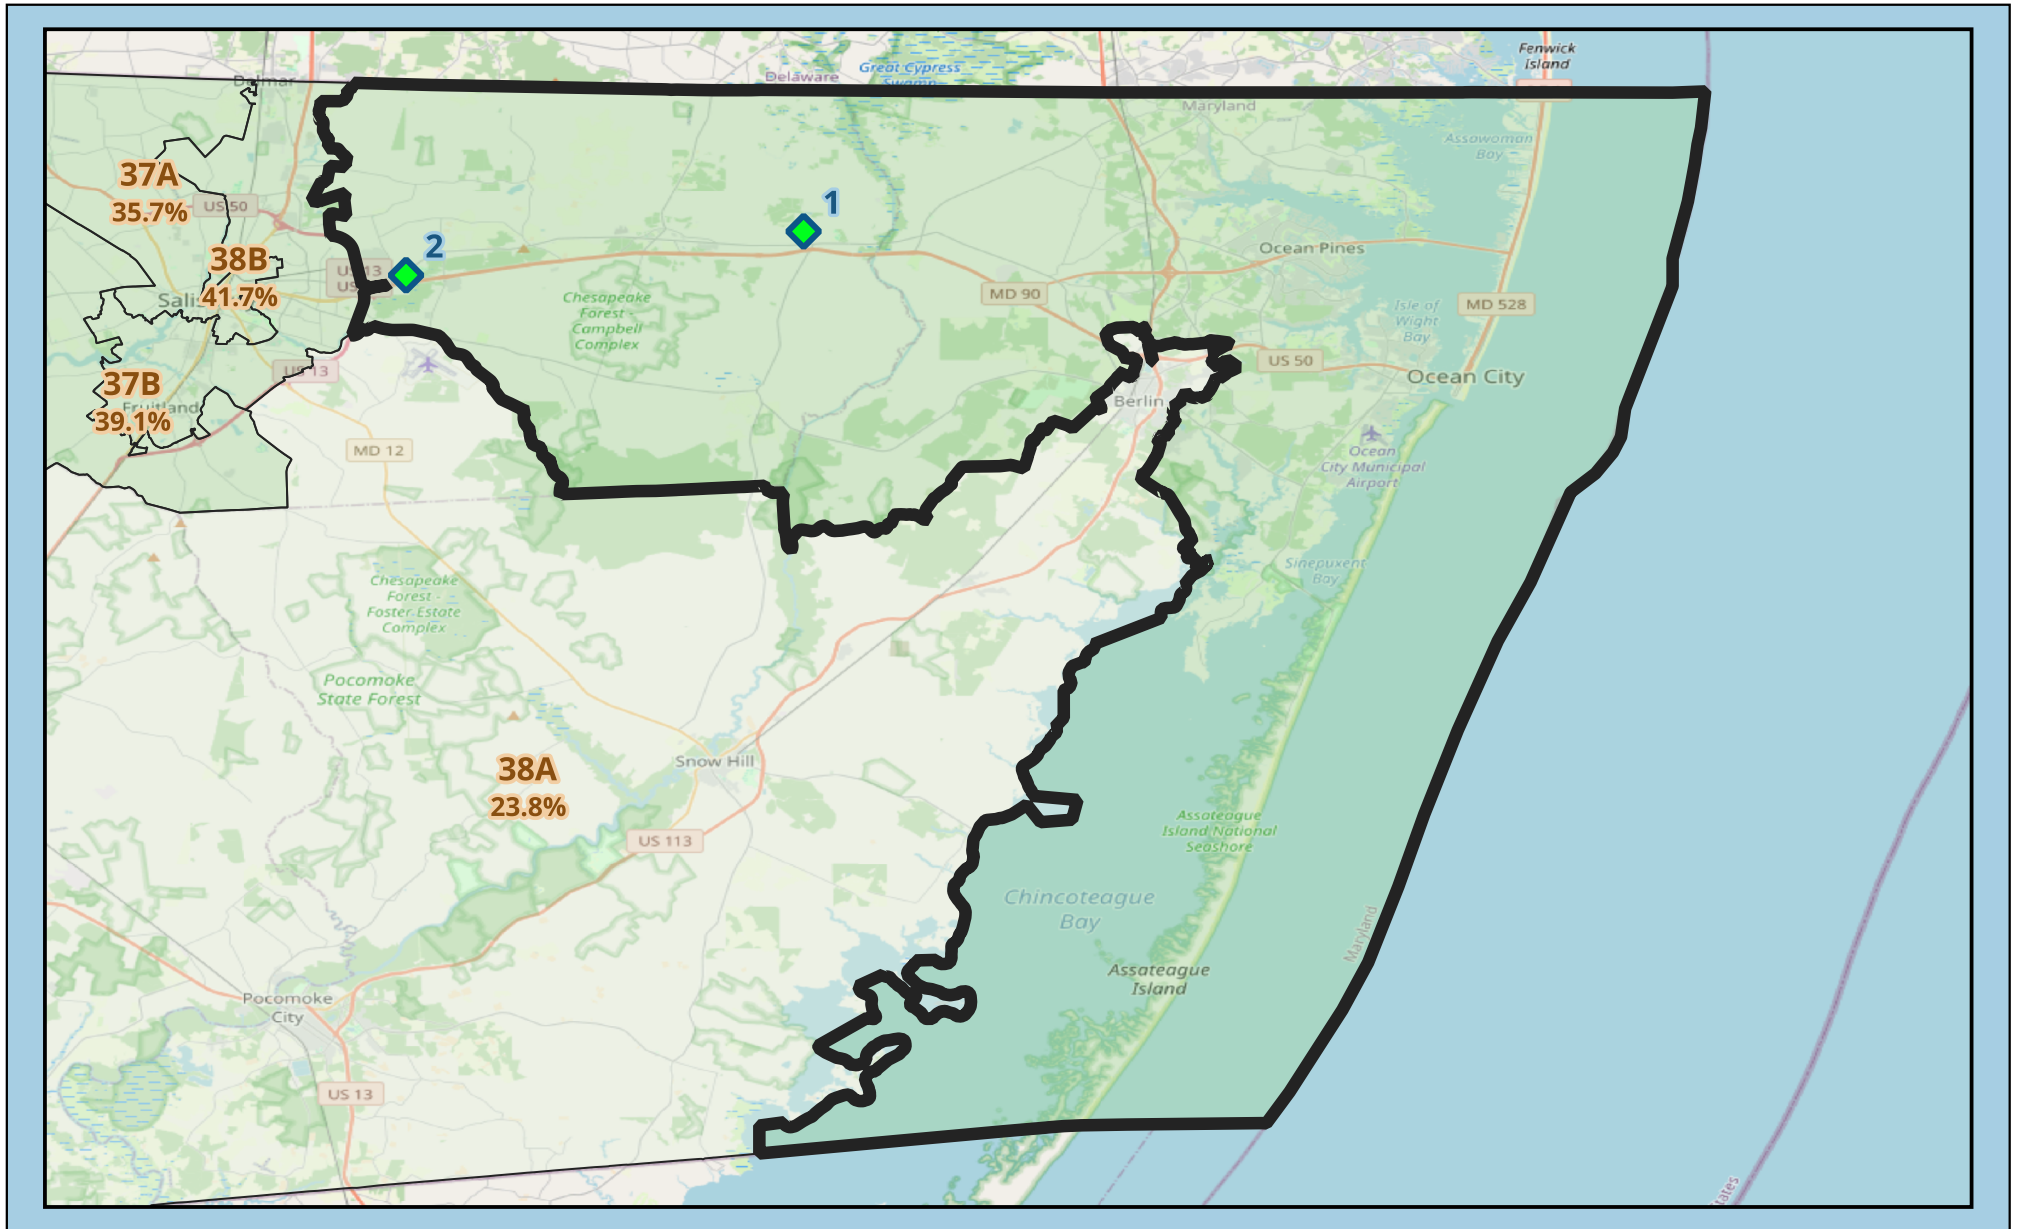 Fenwick
Island
Delmar
Delaware
Great Cypress
Swamp
Maryland
Assawoman
Bay
37A
35.7%
US 50
1
2
38B
41.7%
US 13
Ocean Pines
Chesapeake
Forest -
Campbell
Complex
MD 90
Isle of
Wight
Bay
MD 528
US 50
Ocean City
US 13
37B
39.1%
Fruitland
Berlin
MD 12
Ocean
City Municipal
Airport
Sinepuxent
Bay
Chesapeake
Forest -
Foster Estate
Complex
Pocomoke
State Forest
38A
23.8%
Snow Hill
US 113
Assateague
Island National
Seashore
Chincoteague
Bay
Maryland
Assateague
Island
Pocomoke
City
US 13